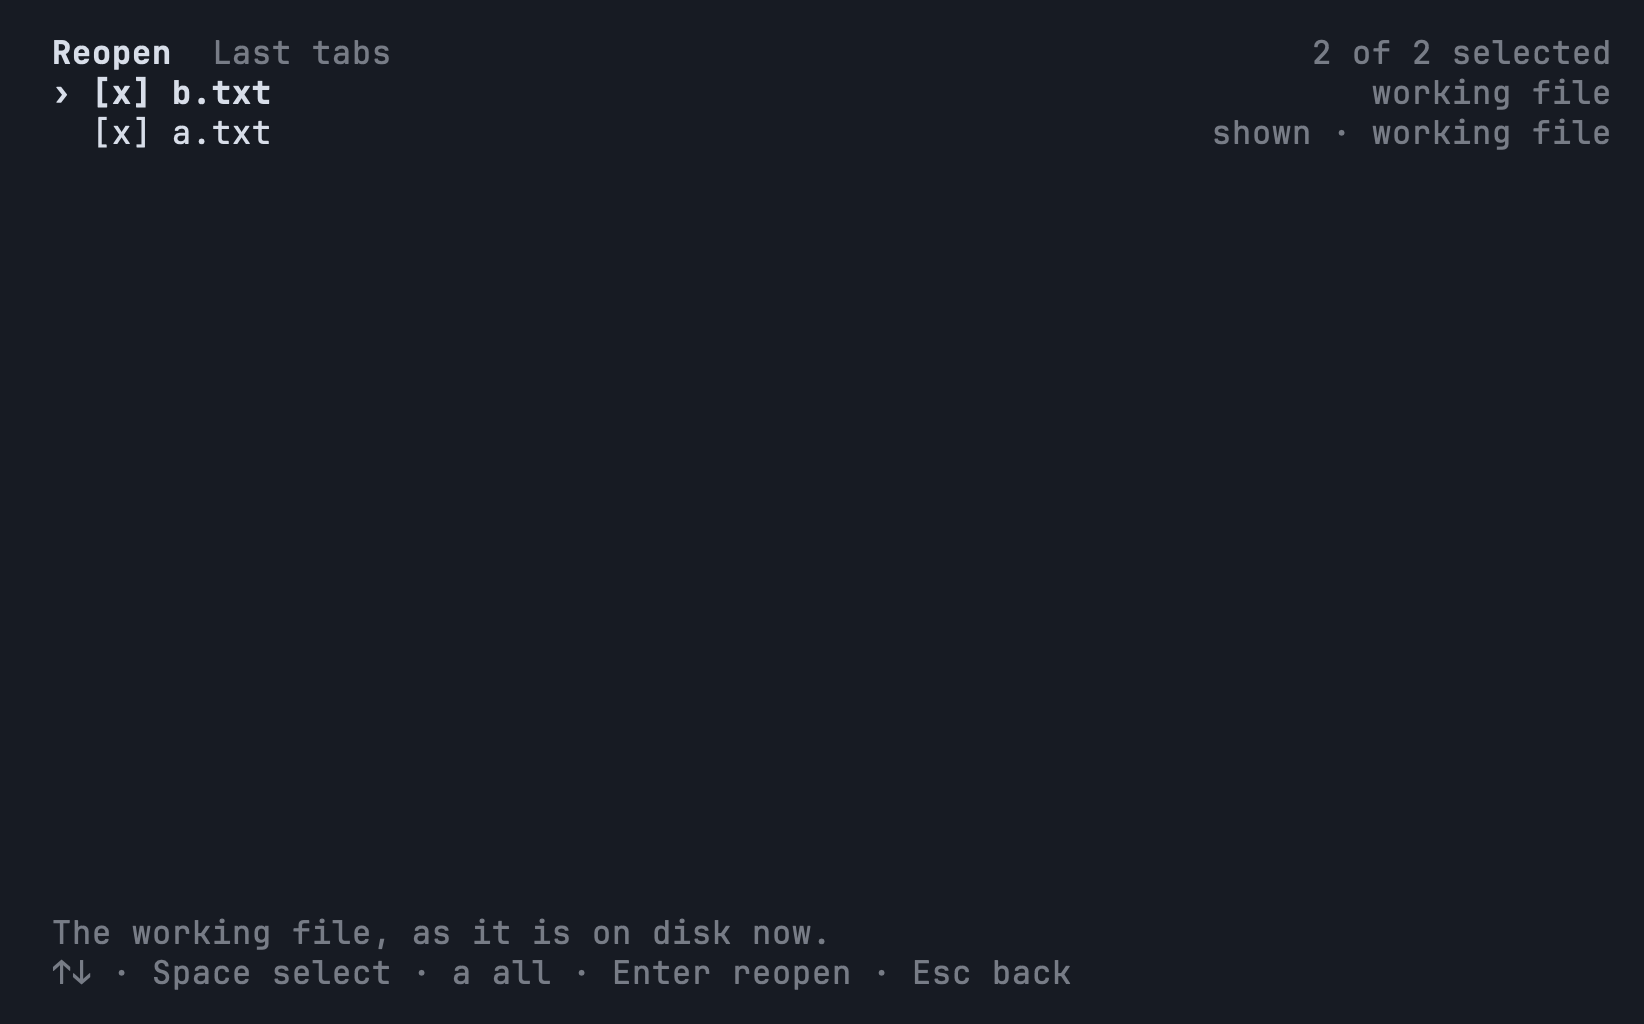 Reopen  Last tabs  2 of 2 selected
› [x] b.txt  working file
[x] a.txt  shown · working file
The working file, as it is on disk now.
↑↓ · Space select · a all · Enter reopen · Esc back